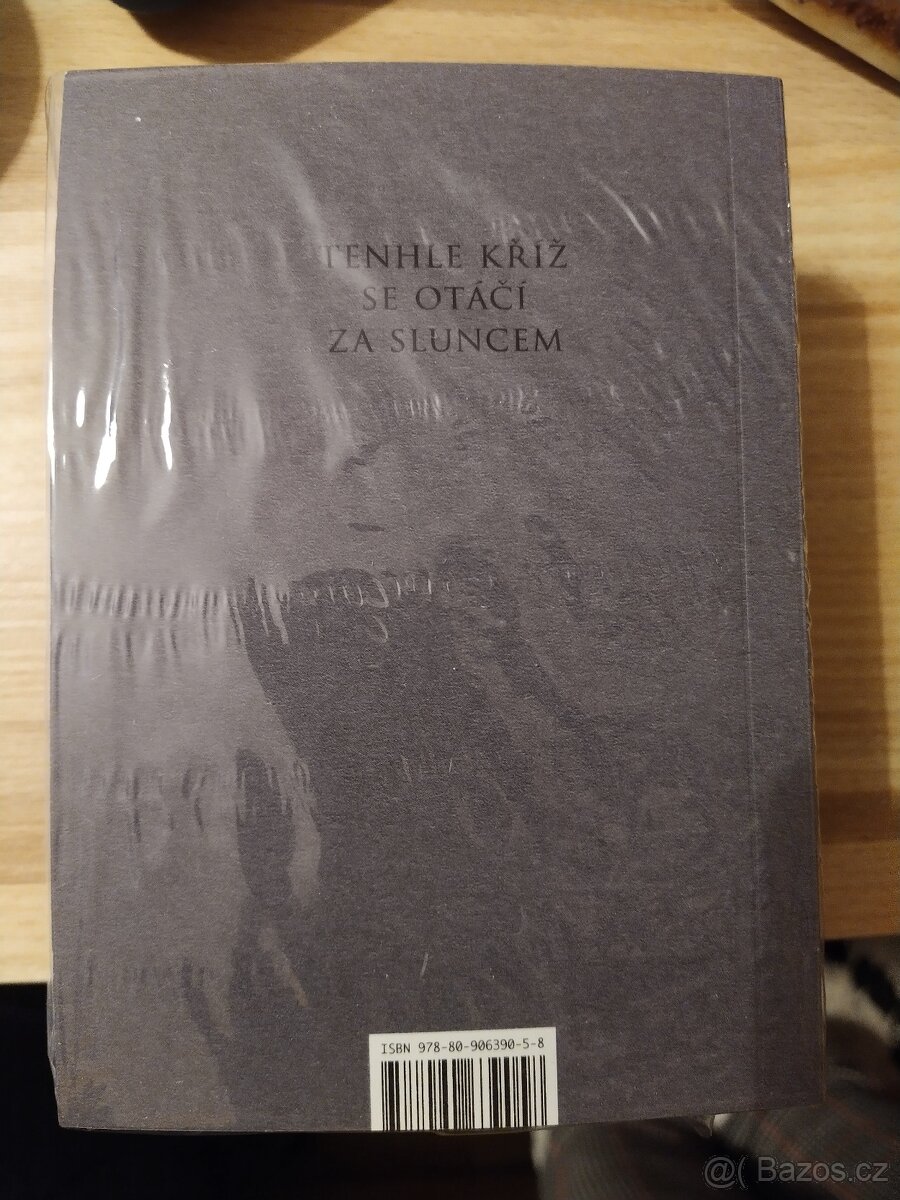 TENHLE KŘÍŽ
SE OTÁČÍ
ZA SLUNCEM
ISBN 978-80-906390-5-8
@( Bazos.cz